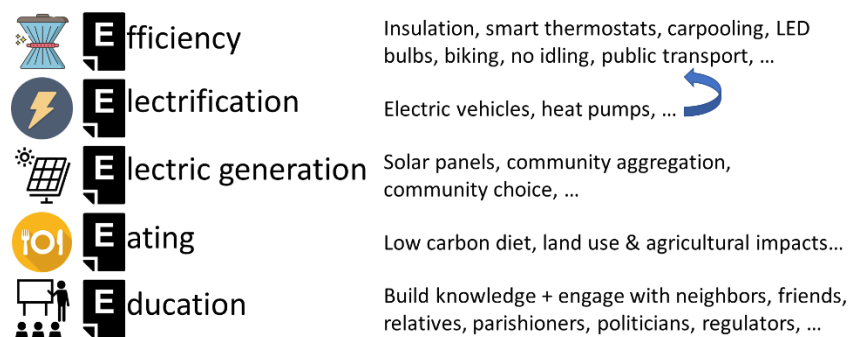 Efficiency
Insulation, smart thermostats, carpooling, LED
bulbs, biking, no idling, public transport, ...
Electrification
Electric vehicles, heat pumps, ...
Electric generation
Solar panels, community aggregation,
community choice, ...
Eating
Low carbon diet, land use & agricultural impacts...
Education
Build knowledge + engage with neighbors, friends,
relatives, parishioners, politicians, regulators, ...